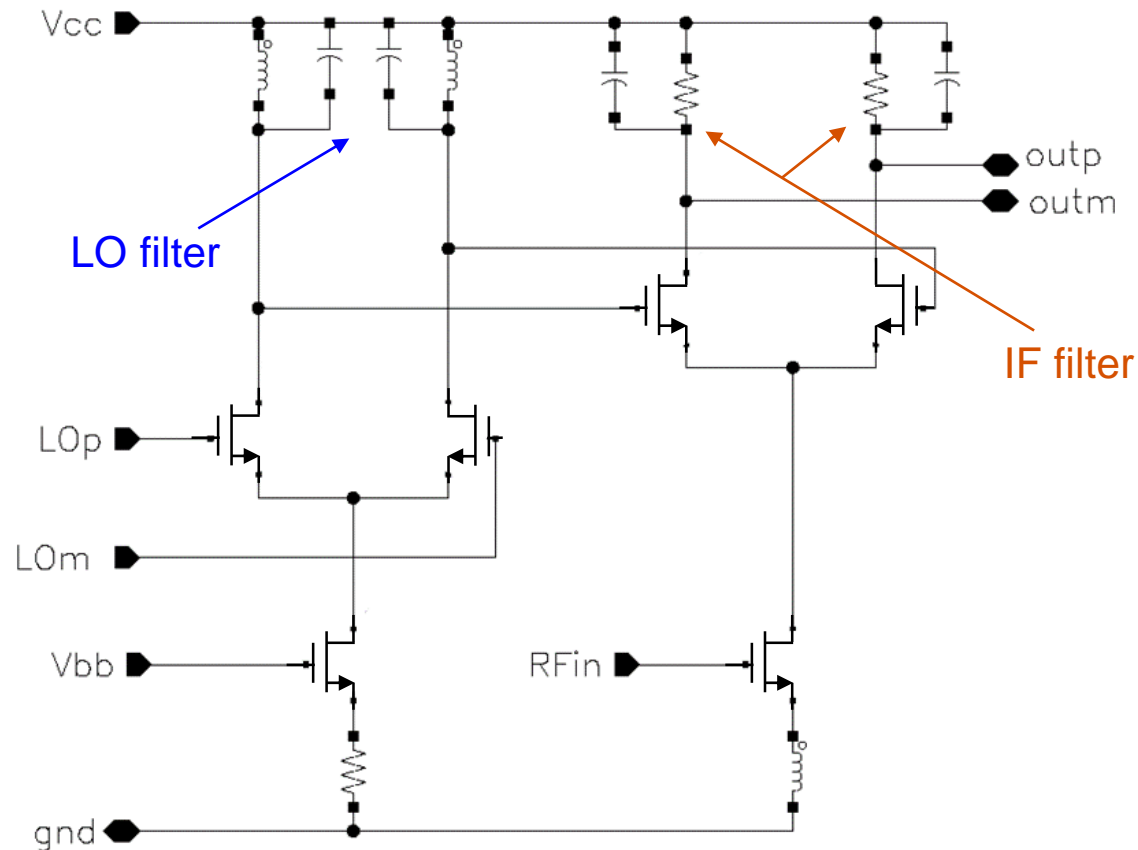 Vcc
outp
outm
LO filter
IF filter
LOp
LOm
Vbb
RFin
gnd